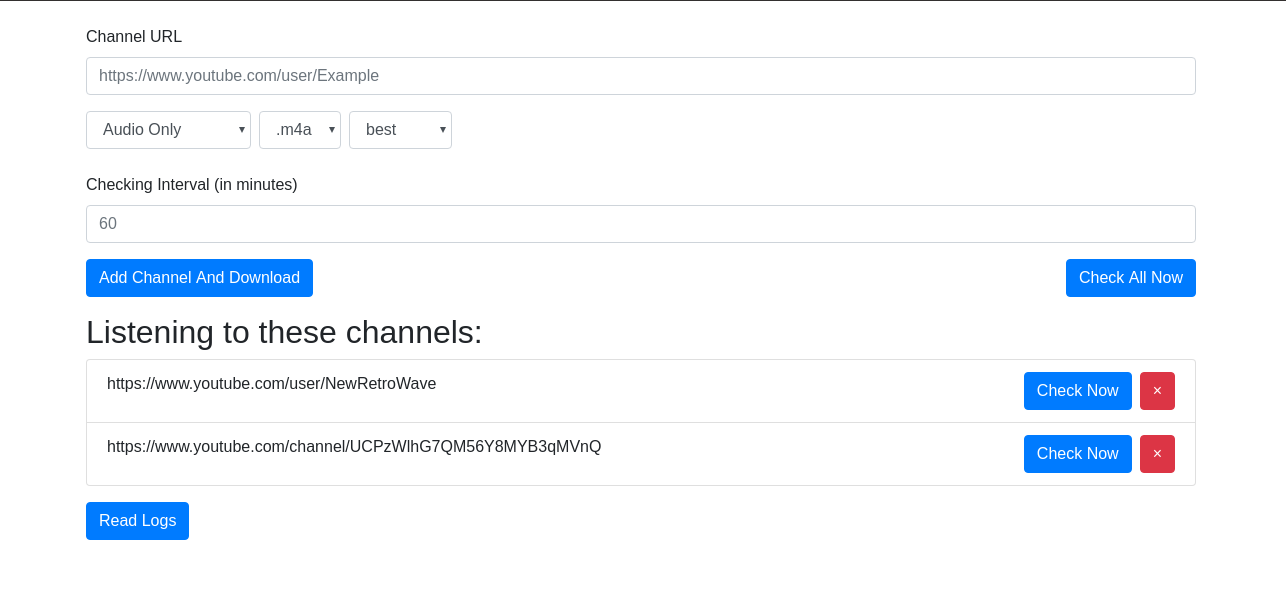 Channel URL
https://www.youtube.com/user/Example
Audio Only .m4a best
Checking Interval (in minutes)
60
Add Channel And Download Check All Now
Listening to these channels:
https://www.youtube.com/user/NewRetroWave Check Now ×
https://www.youtube.com/channel/UCPzWlhG7QM56Y8MYB3qMVnQ Check Now ×
Read Logs